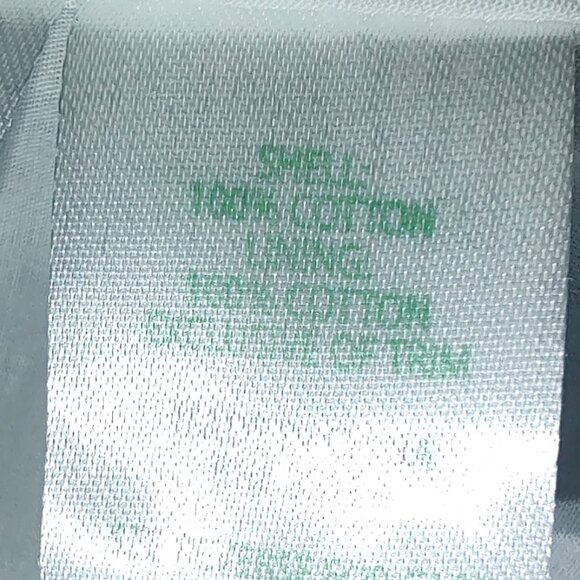 SHELL:
100% COTTON
LINING:
100% COTTON
EXCLUSIVE OF TRIM